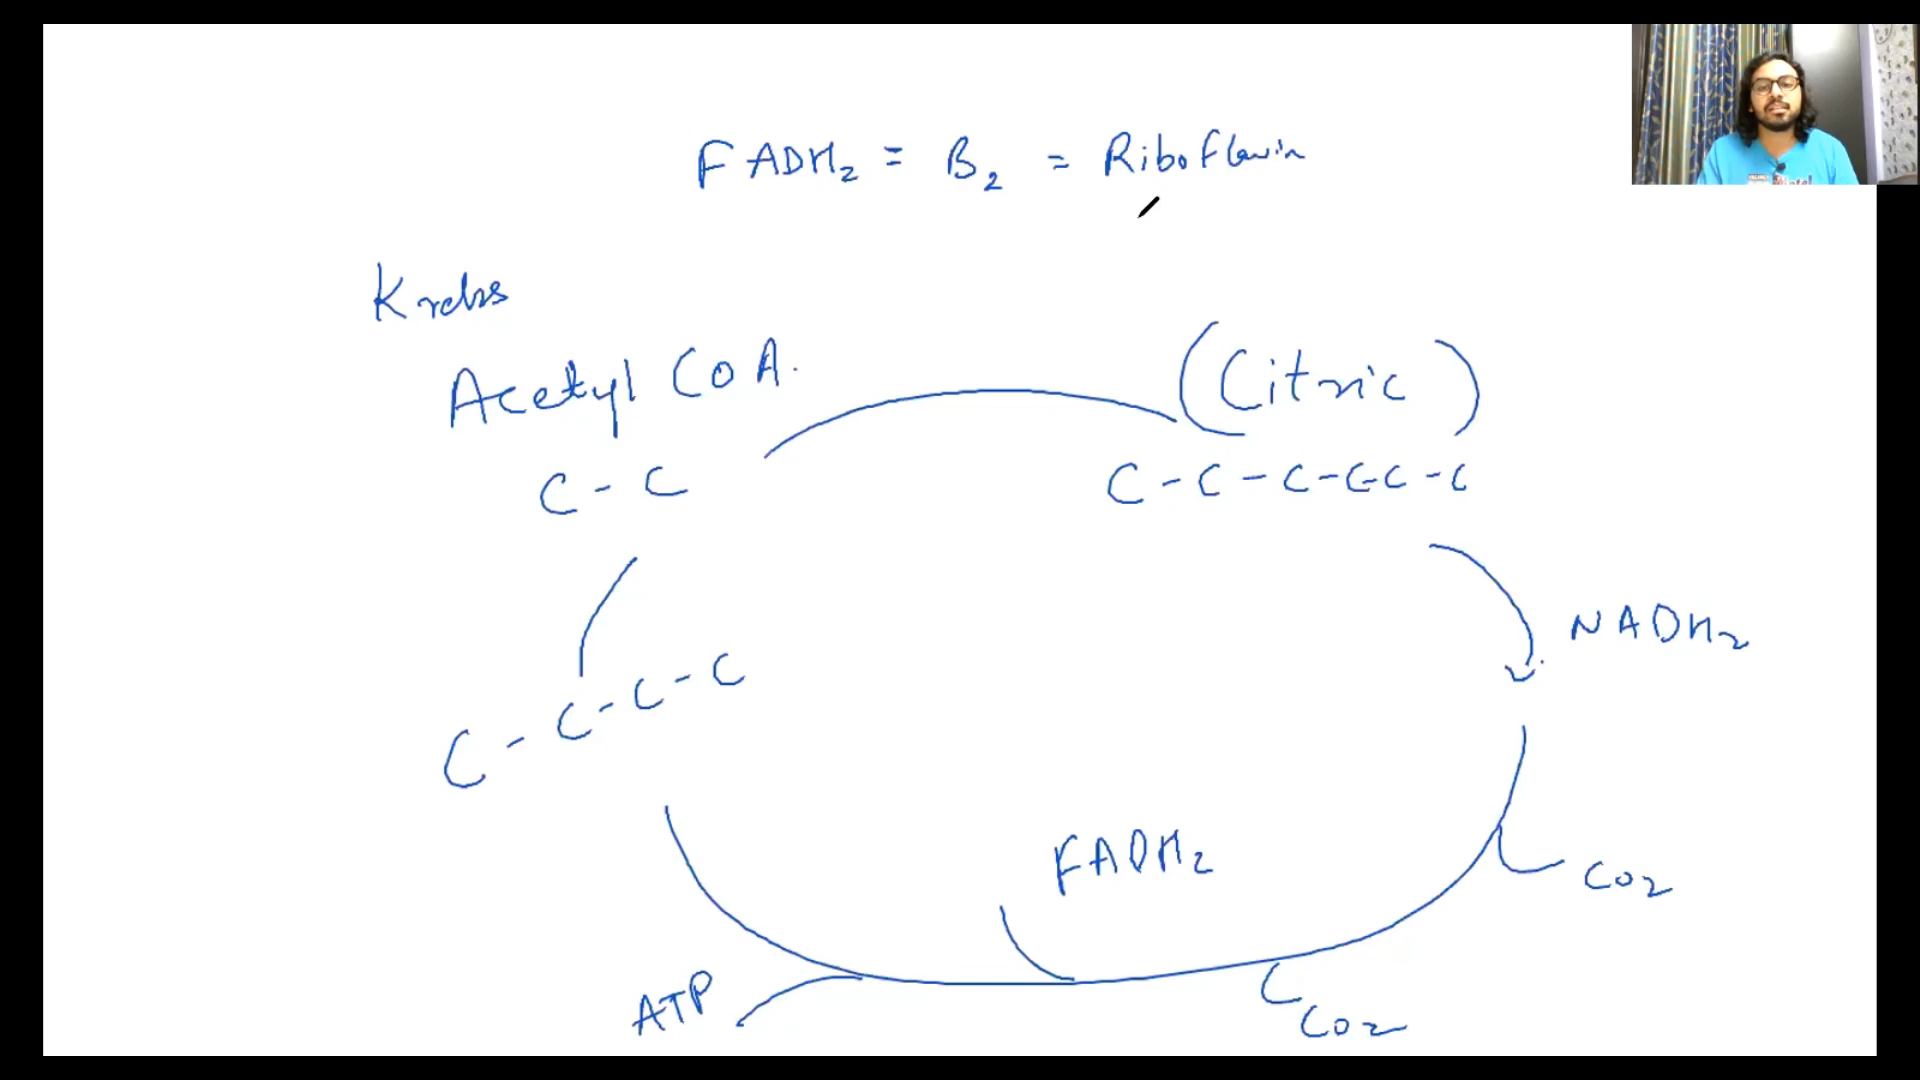 FADH2 = B2 = Riboflavin
Krebs
Acetyl CoA.
(Citric)
C - C
C - C - C - C - C - C
NADH2
C - C - C - C
FADH2
CO2
ATP
CO2